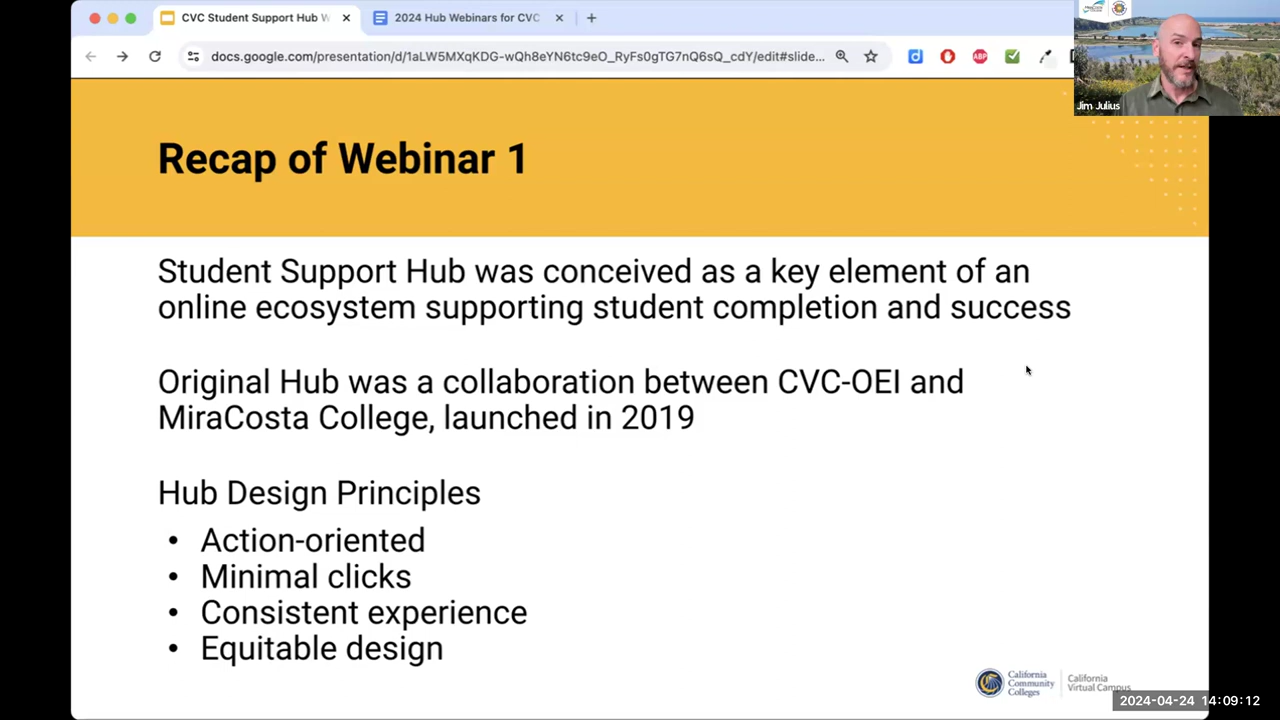 CVC Student Support Hub W
2024 Hub Webinars for CVC
docs.google.com/presentation/d/1aLW5MXqKxG-wQh8eYN6tc9eO_RyFs0gTG7nQ6sQ_cdY/edit#slide...
ABP
Jim Julius
Recap of Webinar 1
Student Support Hub was conceived as a key element of an
online ecosystem supporting student completion and success
Original Hub was a collaboration between CVC-OEI and
MiraCosta College, launched in 2019
Hub Design Principles
• Action-oriented
• Minimal clicks
• Consistent experience
• Equitable design
California
Community
Colleges
California
Virtual Campus
2024-04-24 14:09:12